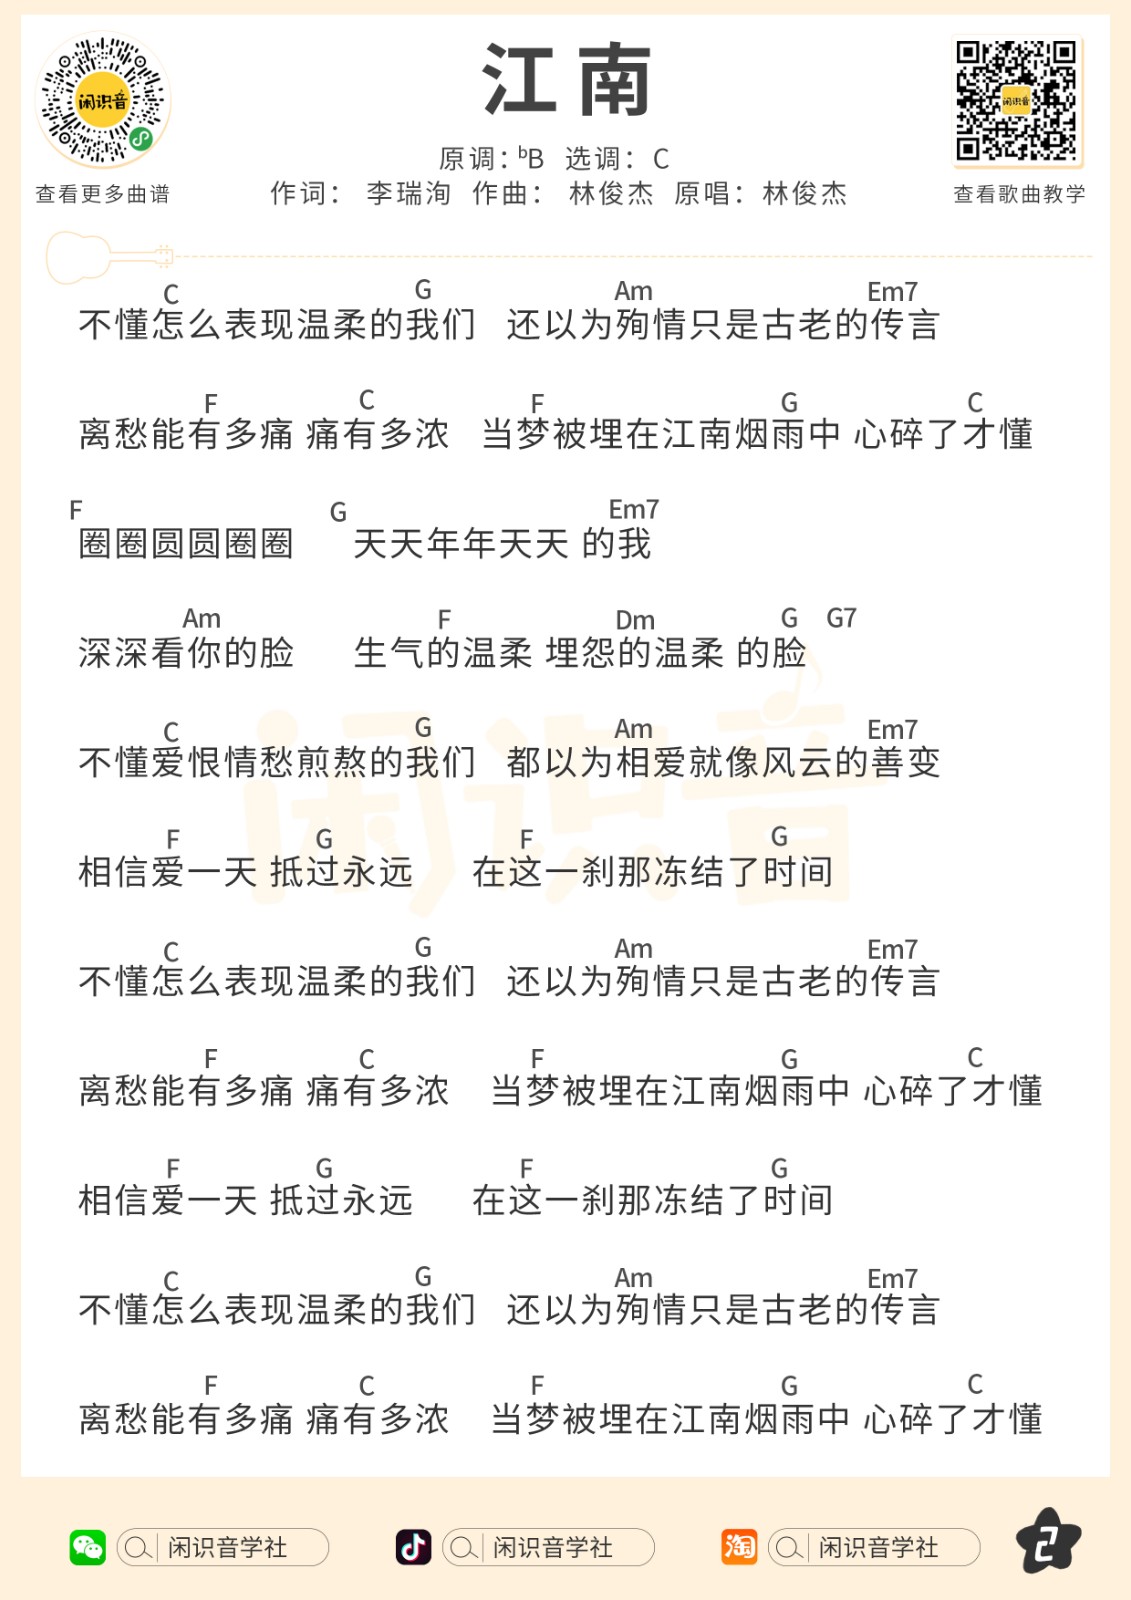 闲识音
闲识音
江南
查看更多曲谱
原调：ᵇB 选调：C
作词： 李瑞洵 作曲： 林俊杰 原唱：林俊杰
查看歌曲教学
C G Am Em7
不懂怎么表现温柔的我们 还以为殉情只是古老的传言
F C F G C
离愁能有多痛 痛有多浓 当梦被埋在江南烟雨中 心碎了才懂
F G Em7
圈圈圆圆圈圈 天天年年天天 的我
Am F Dm G G7
深深看你的脸 生气的温柔 埋怨的温柔 的脸
C G Am Em7
不懂爱恨情愁煎熬的我们 都以为相爱就像风云的善变
F G F G
相信爱一天 抵过永远 在这一刹那冻结了时间
C G Am Em7
不懂怎么表现温柔的我们 还以为殉情只是古老的传言
F C F G C
离愁能有多痛 痛有多浓 当梦被埋在江南烟雨中 心碎了才懂
F G F G
相信爱一天 抵过永远 在这一刹那冻结了时间
C G Am Em7
不懂怎么表现温柔的我们 还以为殉情只是古老的传言
F C F G C
离愁能有多痛 痛有多浓 当梦被埋在江南烟雨中 心碎了才懂
闲识音
闲识音学社 闲识音学社 淘 闲识音学社 2